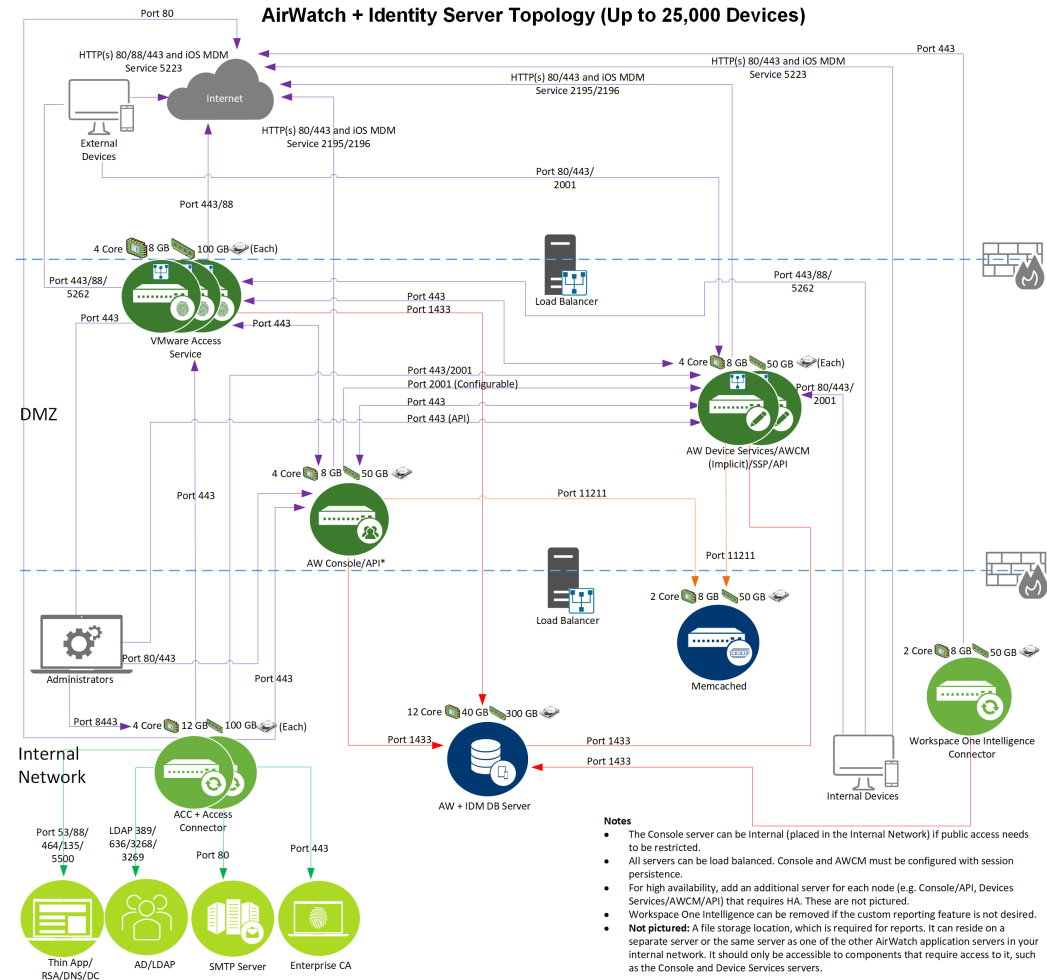 AirWatch + Identity Server Topology (Up to 25,000 Devices)
Port 80
HTTP(s) 80/88/443 and iOS MDM
Service 5223
Port 443
HTTP(s) 80/443 and iOS MDM
Service 5223
HTTP(s) 80/443 and iOS MDM
Service 2195/2196
Internet
External
Devices
HTTP(s) 80/443 and iOS MDM
Service 2195/2196
Port 80/443/
2001
Port 443/88
4 Core
8 GB
100 GB
(Each)
Port 443/88/
5262
Port 443/88/
5262
Load Balancer
Port 443
Port 1433
Port 443
Port 443
VMware Access
Service
4 Core
8 GB
50 GB
(Each)
Port 443/2001
Port 2001 (Configurable)
Port 443
Port 443 (API)
Port 80/443/
2001
DMZ
AW Device Services/AWCM
(Implicit)/SSP/API
4 Core
8 GB
50 GB
Port 443
Port 11211
AW Console/API*
Port 11211
2 Core
8 GB
50 GB
Load Balancer
Port 80/443
Administrators
Port 443
Memcached
2 Core
8 GB
50 GB
Port 8443
4 Core
12 GB
100 GB
(Each)
12 Core
40 GB
300 GB
Port 1433
Port 1433
Port 1433
Workspace One Intelligence
Connector
Internal
Network
Internal Devices
AW + IDM DB Server
ACC + Access
Connector
Port 53/88/
464/135/
5500
LDAP 389/
636/3268/
3269
Port 80
Port 443
Thin App/
RSA/DNS/DC
AD/LDAP
SMTP Server
Enterprise CA
Notes
• The Console server can be Internal (placed in the Internal Network) if public access needs
to be restricted.
• All servers can be load balanced. Console and AWCM must be configured with session
persistence.
• For high availability, add an additional server for each node (e.g. Console/API, Devices
Services/AWCM/API) that requires HA. These are not pictured.
• Workspace One Intelligence can be removed if the custom reporting feature is not desired.
• Not pictured: A file storage location, which is required for reports. It can reside on a
separate server or the same server as one of the other AirWatch application servers in your
internal network. It should only be accessible to components that require access to it, such
as the Console and Device Services servers.